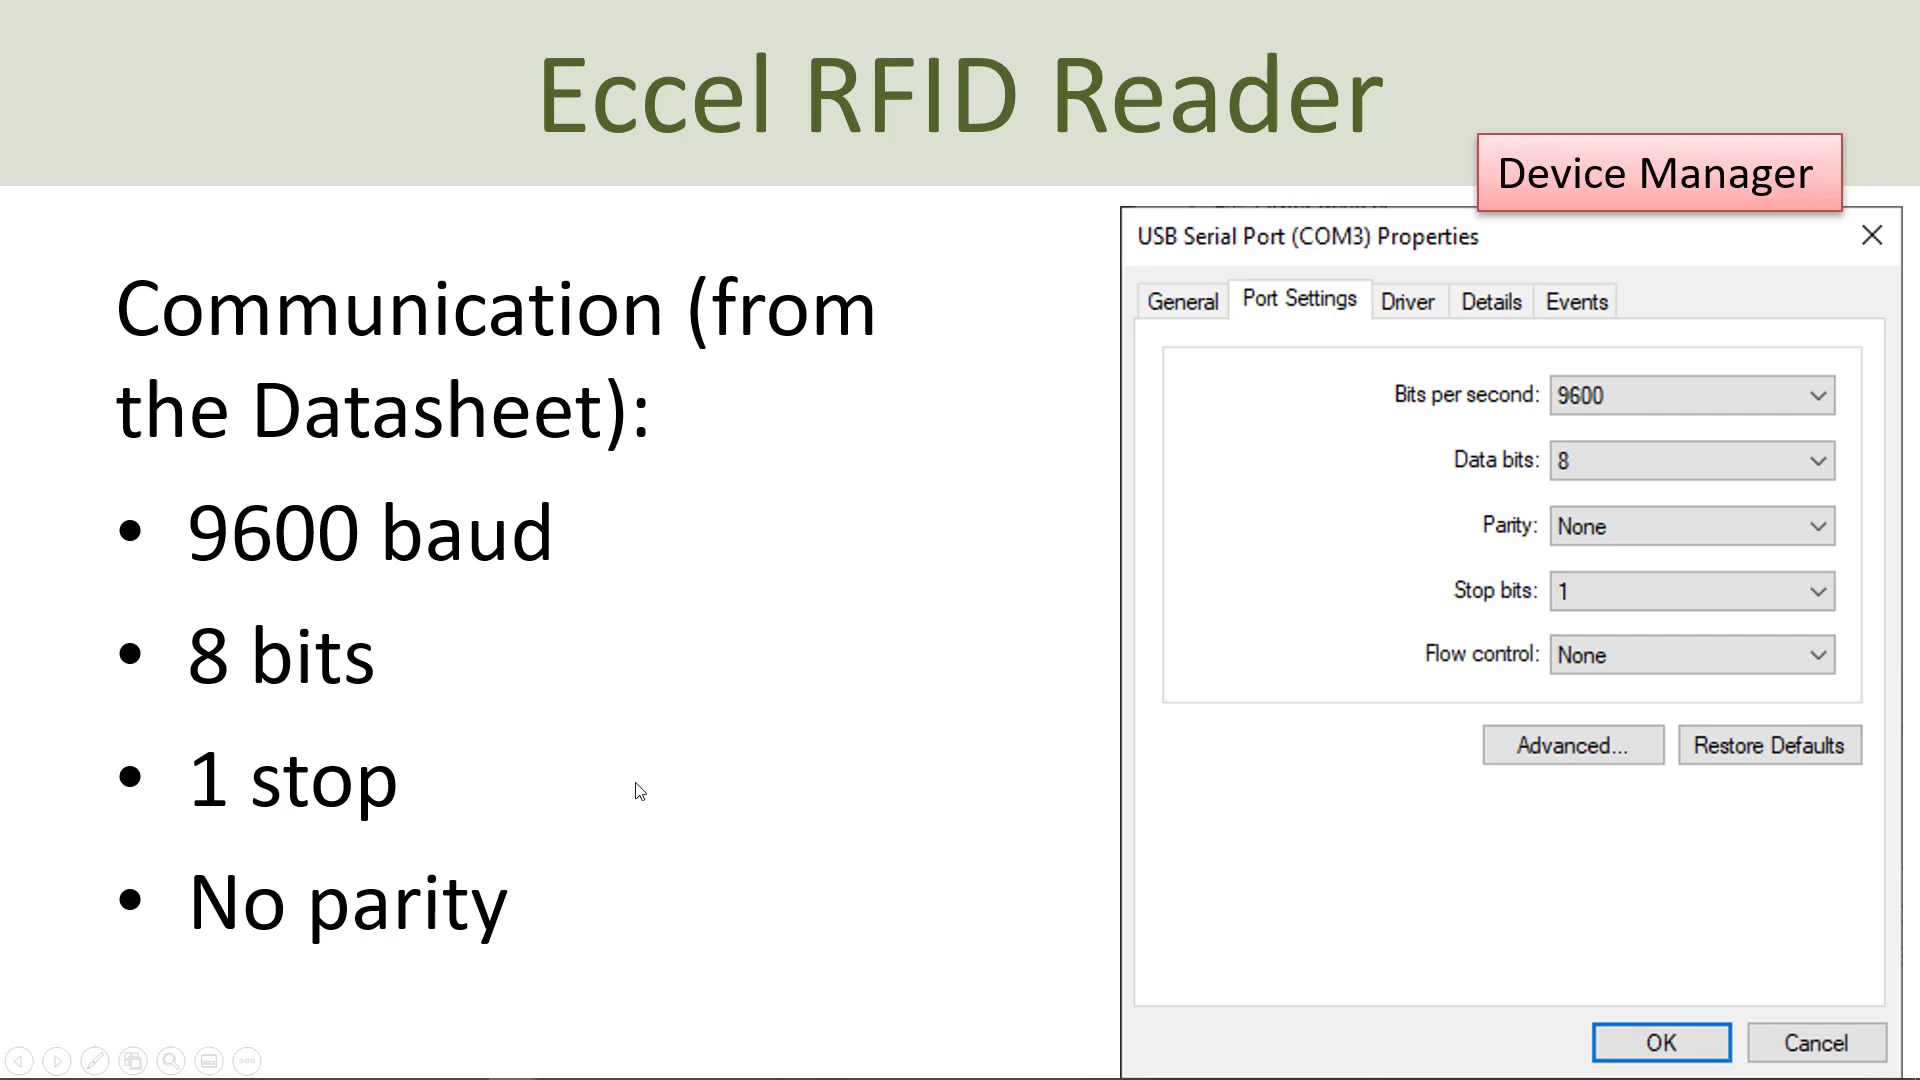 Eccel RFID Reader
Device Manager
Communication (from
the Datasheet):
• 9600 baud
• 8 bits
• 1 stop
• No parity
USB Serial Port (COM3) Properties
General Port Settings Driver Details Events
Bits per second: 9600
Data bits: 8
Parity: None
Stop bits: 1
Flow control: None
Advanced... Restore Defaults
OK Cancel